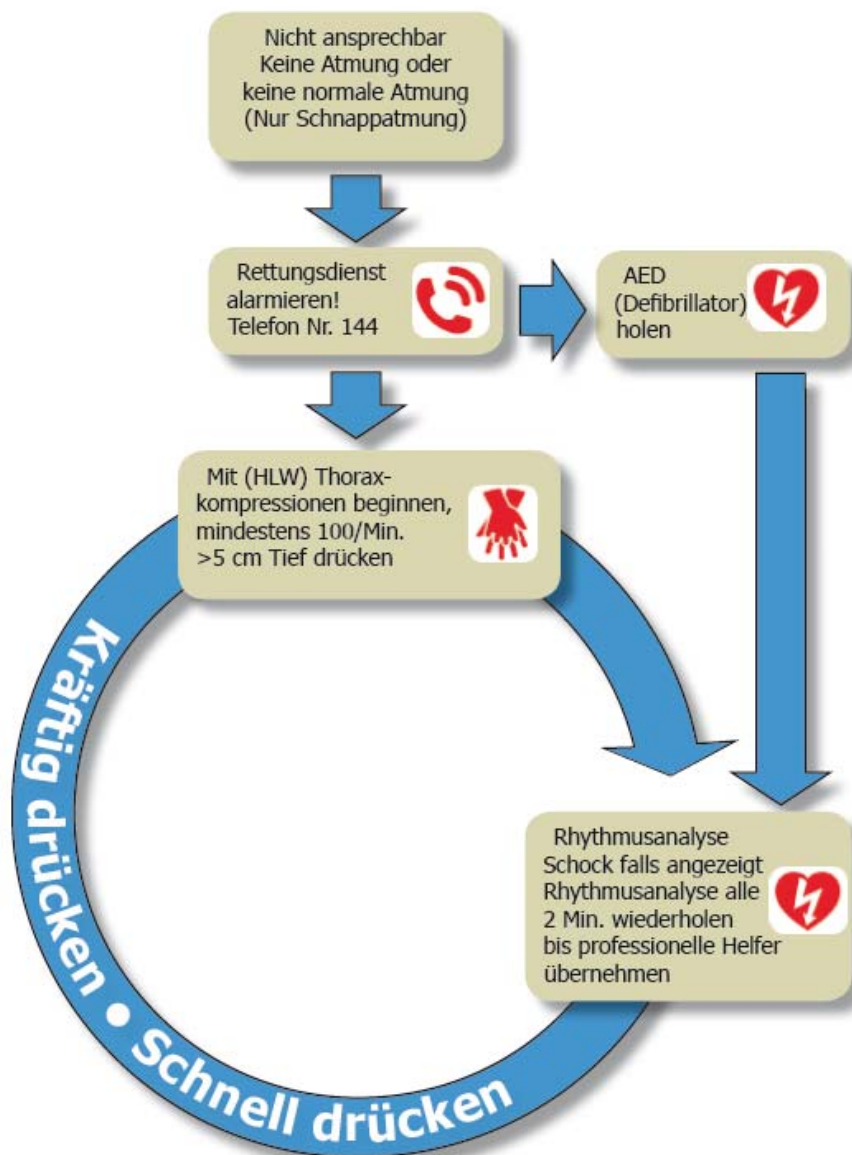 Nicht ansprechbar
Keine Atmung oder
keine normale Atmung
(Nur Schnappatmung)
Rettungsdienst
alarmieren!
Telefon Nr. 144
AED
(Defibrillator)
holen
Mit (HLW) Thorax-
kompressionen beginnen,
mindestens 100/Min.
>5 cm Tief drücken
Rhythmusanalyse
Schock falls angezeigt
Rhythmusanalyse alle
2 Min. wiederholen
bis professionelle Helfer
übernehmen
Kräftig drücken • Schnell drücken